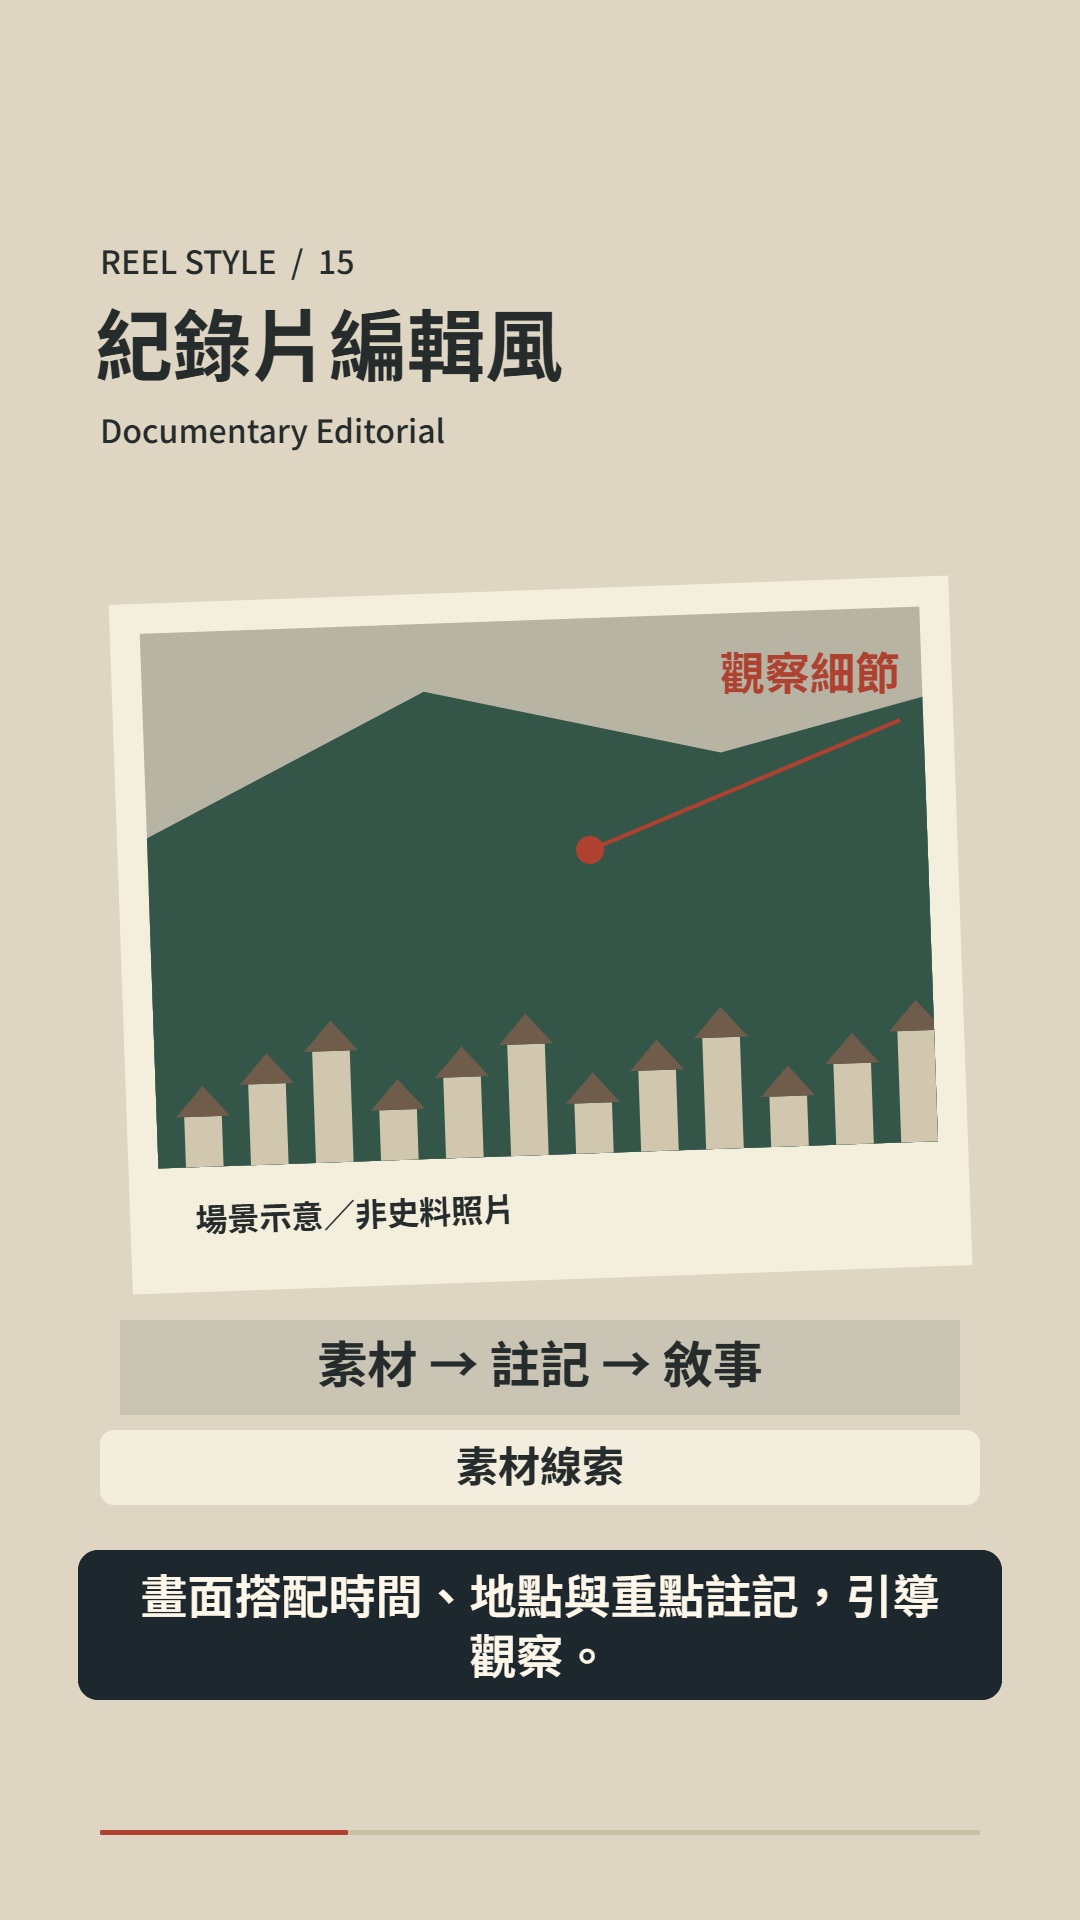 REEL STYLE / 15
紀錄片編輯風
Documentary Editorial
觀察細節
場景示意／非史料照片
素材 → 註記 → 敘事
素材線索
畫面搭配時間、地點與重點註記，引導
觀察。